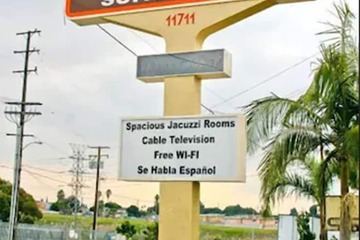 11711
Spacious Jacuzzi Rooms
Cable Television
Free WI-FI
Se Habla Español